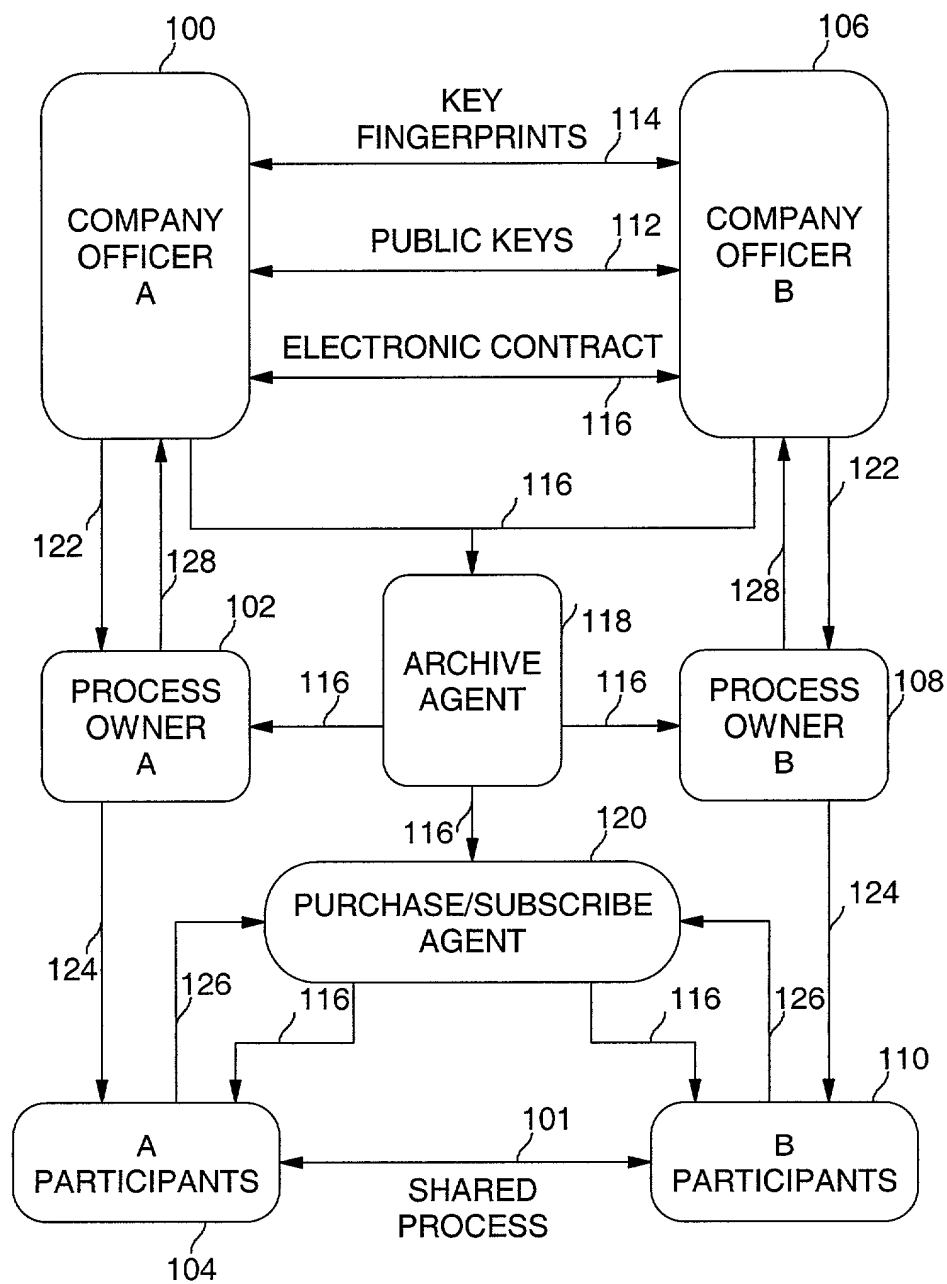 100
106
KEY
FINGERPRINTS
114
COMPANY
OFFICER
A
COMPANY
OFFICER
B
PUBLIC KEYS
112
ELECTRONIC CONTRACT
116
122
128
116
128
122
102
ARCHIVE
AGENT
118
PROCESS
OWNER
A
116
116
PROCESS
OWNER
B
108
116
120
PURCHASE/SUBSCRIBE
AGENT
124
126
116
116
126
124
110
A
PARTICIPANTS
101
SHARED
PROCESS
B
PARTICIPANTS
104